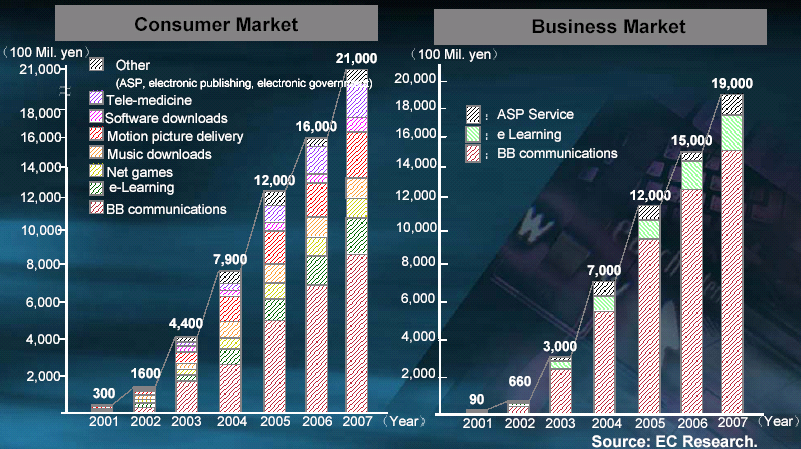 Consumer Market
（100 Mil. yen）
21,000
18,000
16,000
14,000
12,000
10,000
8,000
6,000
4,000
2,000
Other
(ASP, electronic publishing, electronic government)
Tele-medicine
Software downloads
Motion picture delivery
Music downloads
Net games
e-Learning
BB communications
300
1600
4,400
7,900
12,000
16,000
21,000
2001 2002 2003 2004 2005 2006 2007 （Year）
Business Market
（100 Mil. yen）
20,000
18,000
16,000
14,000
12,000
10,000
8,000
6,000
4,000
2,000
： ASP Service
： e Learning
： BB communications
90
660
3,000
7,000
12,000
15,000
19,000
2001 2002 2003 2004 2005 2006 2007 （Year）
Source: EC Research.